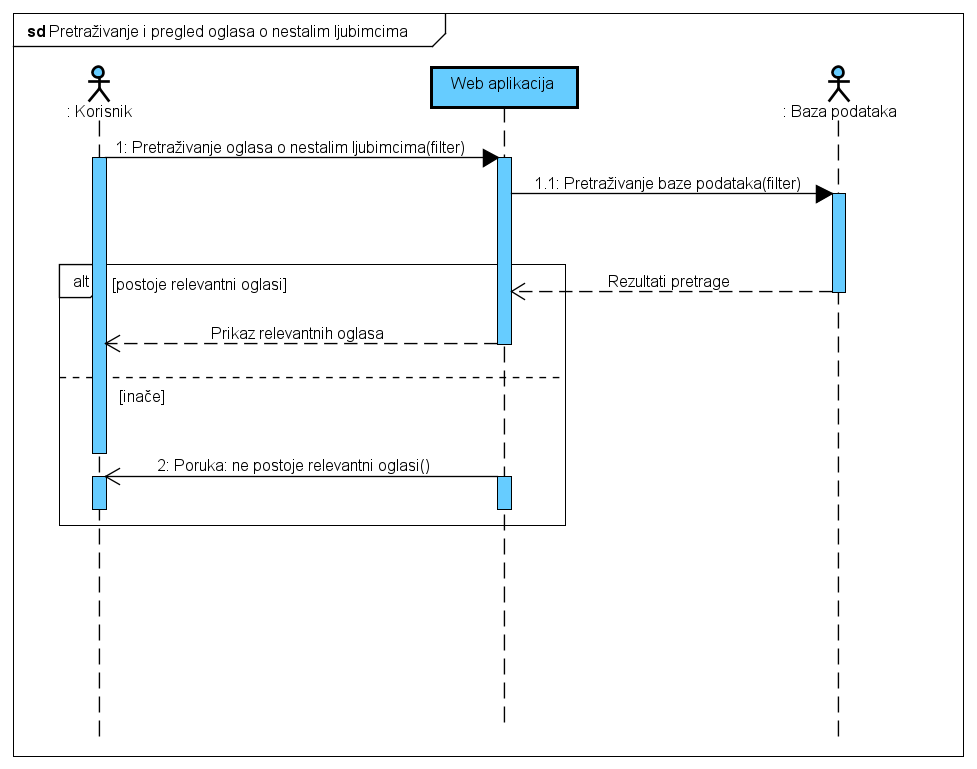 sd Pretraživanje i pregled oglasa o nestalim ljubimcima
: Korisnik
Web aplikacija
: Baza podataka
1: Pretraživanje oglasa o nestalim ljubimcima(filter)
1.1: Pretraživanje baze podataka(filter)
alt
[postoje relevantni oglasi]
Rezultati pretrage
Prikaz relevantnih oglasa
[inače]
2: Poruka: ne postoje relevantni oglasi()